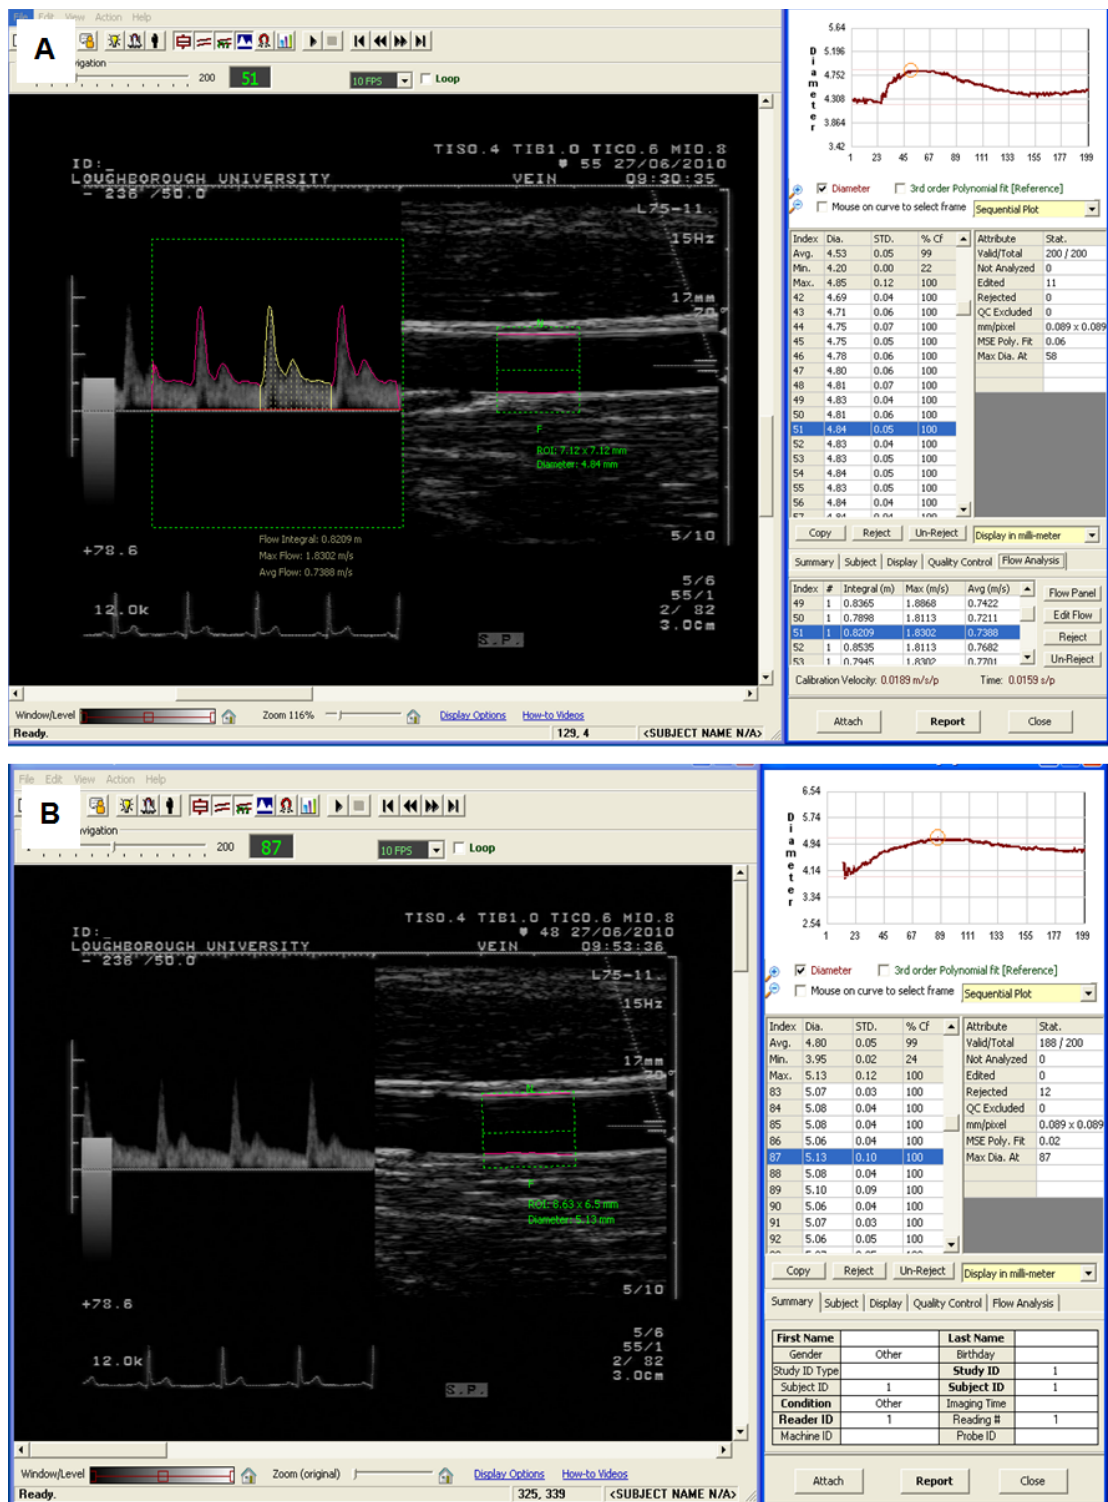 A
File Edit View Action Help
vigation
200 51 10 FPS Loop
TIS0.4 TIB1.0 TIC0.6 MI0.8
ID:_ ♥ 55 27/06/2010
LOUGHBOROUGH UNIVERSITY VEIN 09:30:35
- 236 /50.0
L75-11.
15Hz
17mm
70°
N
F
ROI: 7.12 x 7.12 mm
Diameter: 4.84 mm
5/10
Flow Integral: 0.8209 m
Max Flow: 1.8302 m/s
Avg Flow: 0.7388 m/s
+78.6
5/6
55/1
2/ 82
3.0Cm
12.0k
S.P.
Window/Level Zoom 116% Display Options How-to Videos
Ready. 129, 4 <SUBJECT NAME N/A>
Diameter
5.64
5.196
4.752
4.308
3.864
3.42
1 23 45 67 89 111 133 155 177 199
Diameter 3rd order Polynomial fit [Reference]
Mouse on curve to select frame Sequential Plot
Index Dia. STD. % Cf
Avg. 4.53 0.05 99
Min. 4.20 0.00 22
Max. 4.85 0.12 100
42 4.69 0.04 100
43 4.71 0.06 100
44 4.75 0.07 100
45 4.75 0.05 100
46 4.78 0.06 100
47 4.80 0.06 100
48 4.81 0.07 100
49 4.83 0.04 100
50 4.81 0.06 100
51 4.84 0.05 100
52 4.83 0.04 100
53 4.83 0.05 100
54 4.84 0.05 100
55 4.83 0.05 100
56 4.84 0.04 100
57 4.84 0.04 100
Attribute Stat.
Valid/Total 200 / 200
Not Analyzed 0
Edited 11
Rejected 0
QC Excluded 0
mm/pixel 0.089 x 0.089
MSE Poly. Fit 0.06
Max Dia. At 58
Copy Reject Un-Reject Display in milli-meter
Summary Subject Display Quality Control Flow Analysis
Index # Integral (m) Max (m/s) Avg (m/s)
49 1 0.8365 1.8868 0.7422
50 1 0.7898 1.8113 0.7211
51 1 0.8209 1.8302 0.7388
52 1 0.8535 1.8113 0.7682
53 1 0.7945 1.8302 0.7701
Flow Panel
Edit Flow
Reject
Un-Reject
Calibration Velocity: 0.0189 m/s/p Time: 0.0159 s/p
Attach Report Close
B
File Edit View Action Help
avigation
200 87 10 FPS Loop
TIS0.4 TIB1.0 TIC0.6 MI0.8
ID:_ ♥ 48 27/06/2010
LOUGHBOROUGH UNIVERSITY VEIN 09:53:36
- 236 /50.0
L75-11.
15Hz
17mm
70°
N
F
ROI: 8.63 x 6.5 mm
Diameter: 5.13 mm
5/10
+78.6
5/6
55/1
2/ 82
3.0Cm
12.0k
S.P.
Window/Level Zoom (original) Display Options How-to Videos
Ready. 325, 339 <SUBJECT NAME N/A>
Diameter
6.54
5.74
4.94
4.14
3.34
2.54
1 23 45 67 89 111 133 155 177 199
Diameter 3rd order Polynomial fit [Reference]
Mouse on curve to select frame Sequential Plot
Index Dia. STD. % Cf
Avg. 4.80 0.05 99
Min. 3.95 0.02 24
Max. 5.13 0.12 100
83 5.07 0.03 100
84 5.08 0.04 100
85 5.08 0.04 100
86 5.06 0.04 100
87 5.13 0.10 100
88 5.08 0.04 100
89 5.10 0.09 100
90 5.06 0.04 100
91 5.07 0.03 100
92 5.06 0.05 100
Attribute Stat.
Valid/Total 188 / 200
Not Analyzed 0
Edited 0
Rejected 12
QC Excluded 0
mm/pixel 0.089 x 0.089
MSE Poly. Fit 0.02
Max Dia. At 87
Copy Reject Un-Reject Display in milli-meter
Summary Subject Display Quality Control Flow Analysis
First Name Last Name
Gender Other Birthday
Study ID Type Study ID 1
Subject ID 1 Subject ID 1
Condition Other Imaging Time
Reader ID 1 Reading # 1
Machine ID Probe ID
Attach Report Close